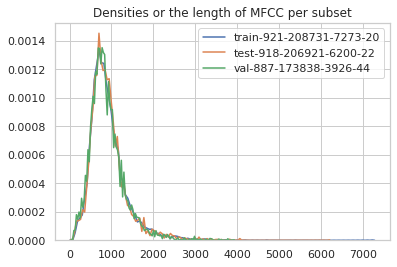 Densities or the length of MFCC per subset
train-921-208731-7273-20
test-918-206921-6200-22
val-887-173838-3926-44
0.0014
0.0012
0.0010
0.0008
0.0006
0.0004
0.0002
0.0000
0 1000 2000 3000 4000 5000 6000 7000